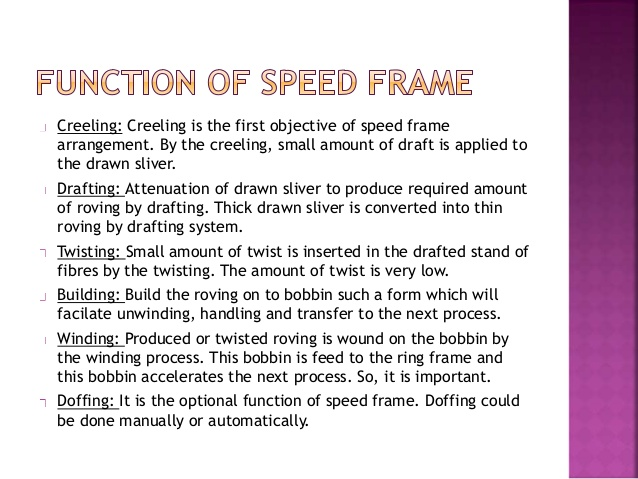 FUNCTION OF SPEED FRAME
Creeling: Creeling is the first objective of speed frame
arrangement. By the creeling, small amount of draft is applied to
the drawn sliver.
Drafting: Attenuation of drawn sliver to produce required amount
of roving by drafting. Thick drawn sliver is converted into thin
roving by drafting system.
Twisting: Small amount of twist is inserted in the drafted stand of
fibres by the twisting. The amount of twist is very low.
Building: Build the roving on to bobbin such a form which will
facilate unwinding, handling and transfer to the next process.
Winding: Produced or twisted roving is wound on the bobbin by
the winding process. This bobbin is feed to the ring frame and
this bobbin accelerates the next process. So, it is important.
Doffing: It is the optional function of speed frame. Doffing could
be done manually or automatically.